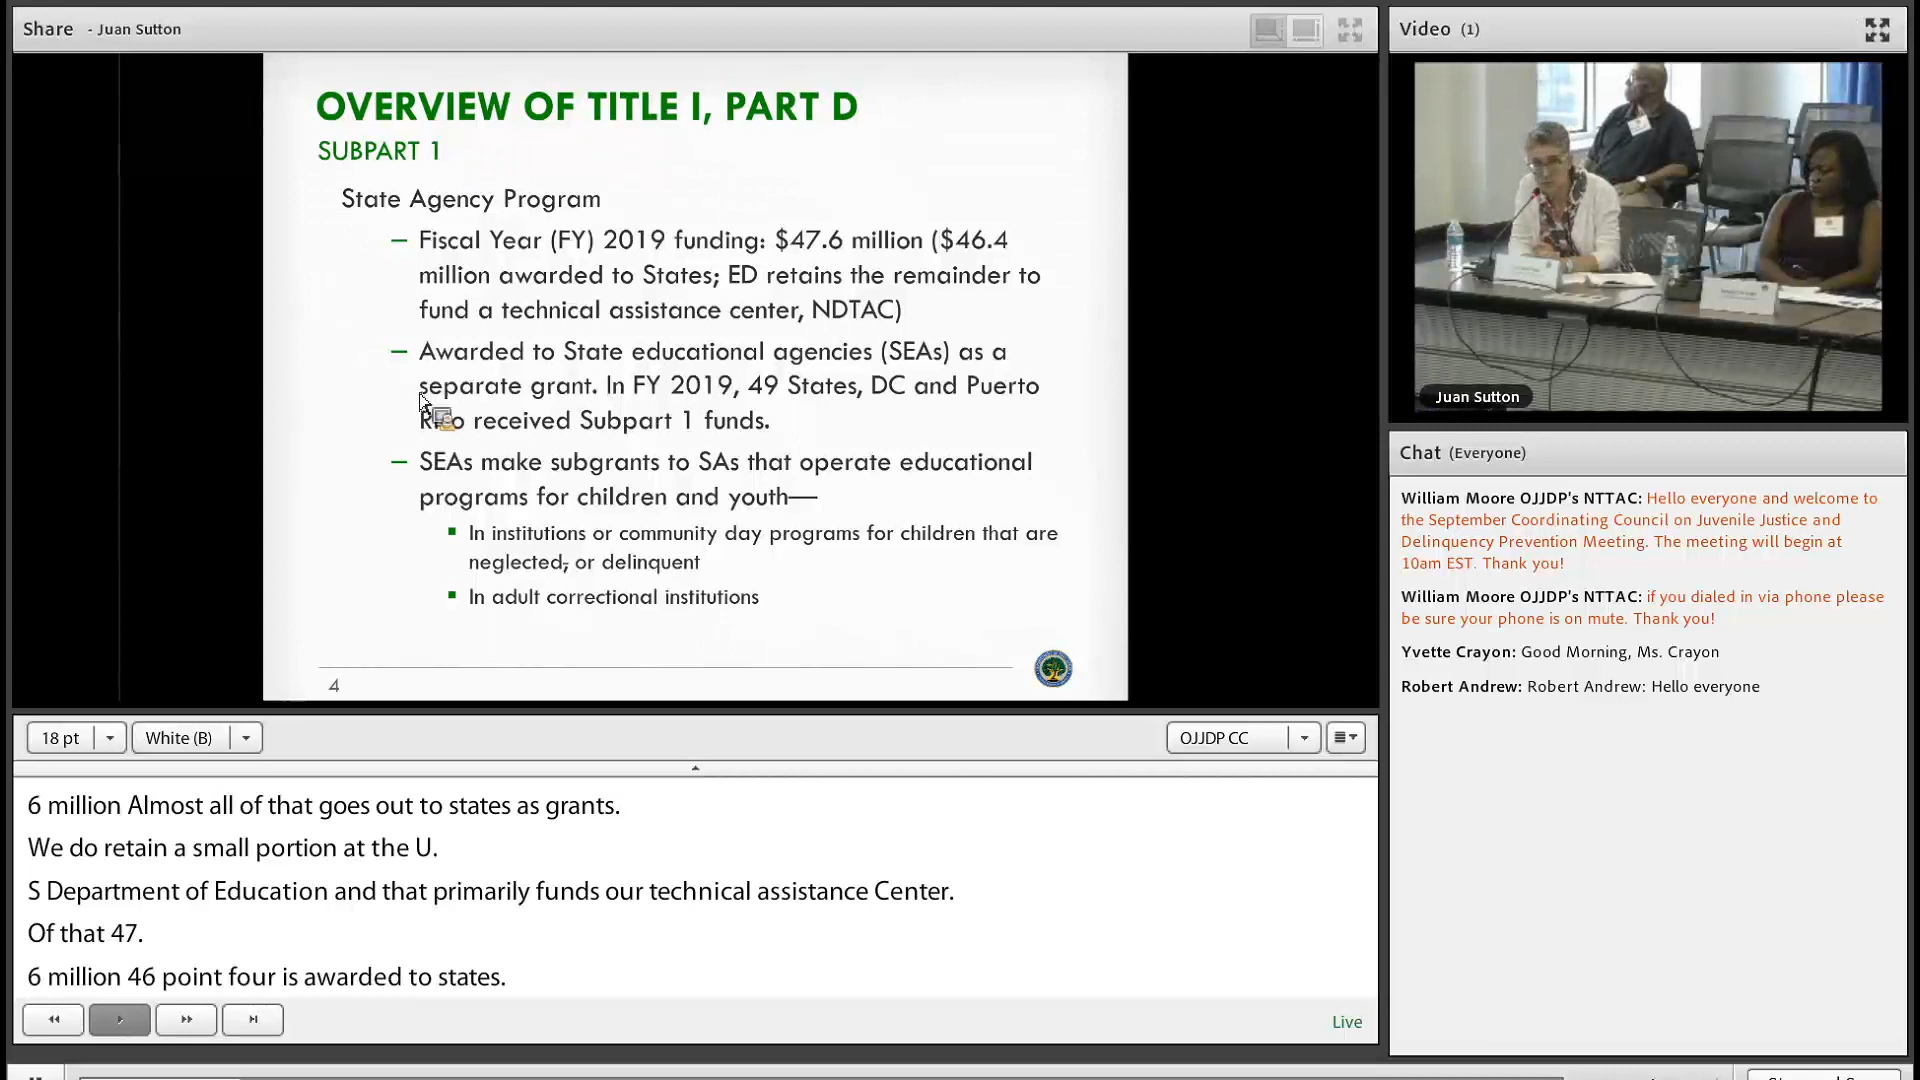 Share - Juan Sutton
OVERVIEW OF TITLE I, PART D
SUBPART 1
State Agency Program
– Fiscal Year (FY) 2019 funding: $47.6 million ($46.4
million awarded to States; ED retains the remainder to
fund a technical assistance center, NDTAC)
– Awarded to State educational agencies (SEAs) as a
separate grant. In FY 2019, 49 States, DC and Puerto
received Subpart 1 funds.
– SEAs make subgrants to SAs that operate educational
programs for children and youth—
▪ In institutions or community day programs for children that are
neglected, or delinquent
▪ In adult correctional institutions
4
18 pt White (B) OJJDP CC
6 million Almost all of that goes out to states as grants.
We do retain a small portion at the U.
S Department of Education and that primarily funds our technical assistance Center.
Of that 47.
6 million 46 point four is awarded to states.
Live
Video (1)
Juan Sutton
Chat (Everyone)
William Moore OJJDP's NTTAC: Hello everyone and welcome to
the September Coordinating Council on Juvenile Justice and
Delinquency Prevention Meeting. The meeting will begin at
10am EST. Thank you!
William Moore OJJDP's NTTAC: if you dialed in via phone please
be sure your phone is on mute. Thank you!
Yvette Crayon: Good Morning, Ms. Crayon
Robert Andrew: Robert Andrew: Hello everyone